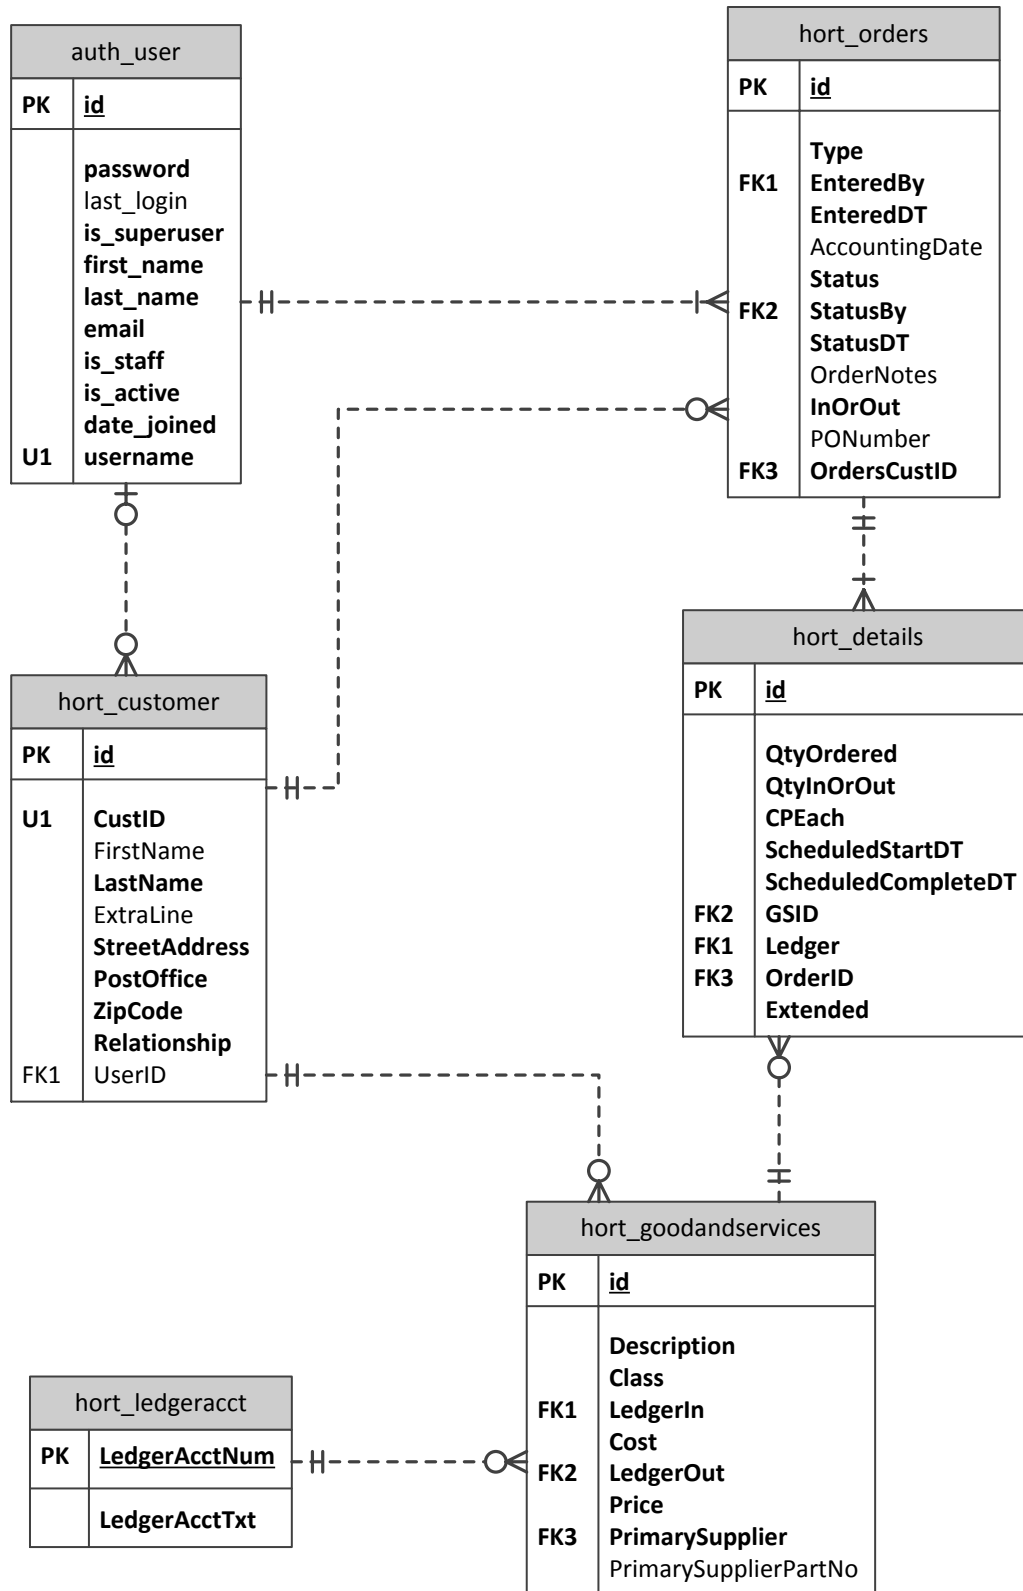 auth_user
PK id
password
last_login
is_superuser
first_name
last_name
email
is_staff
is_active
date_joined
U1 username
hort_orders
PK id
Type
FK1 EnteredBy
EnteredDT
AccountingDate
Status
FK2 StatusBy
StatusDT
OrderNotes
InOrOut
PONumber
FK3 OrdersCustID
hort_customer
PK id
U1 CustID
FirstName
LastName
ExtraLine
StreetAddress
PostOffice
ZipCode
Relationship
FK1 UserID
hort_details
PK id
QtyOrdered
QtyInOrOut
CPEach
ScheduledStartDT
ScheduledCompleteDT
FK2 GSID
FK1 Ledger
FK3 OrderID
Extended
hort_goodandservices
PK id
Description
Class
FK1 LedgerIn
Cost
FK2 LedgerOut
Price
FK3 PrimarySupplier
PrimarySupplierPartNo
hort_ledgeracct
PK LedgerAcctNum
LedgerAcctTxt